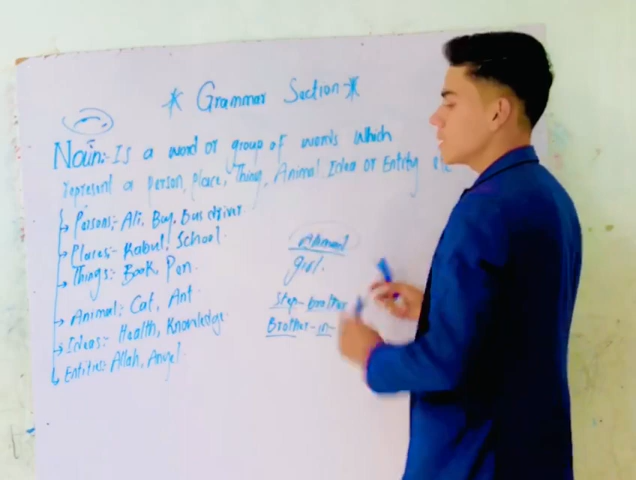 * Grammar Section *
Noun:- Is a word or group of words which
represent a person, place, Thing, Animal, Idea or Entity etc
Persons:- Ali, Boy, Bus driver
Places:- Kabul, School
Things:- Book, Pen
Animal: Cat, Ant
Ideas:- Health, Knowledge
Entities: Allah, Angel
Ahmad
girl.
Step-brother
Brother-in-